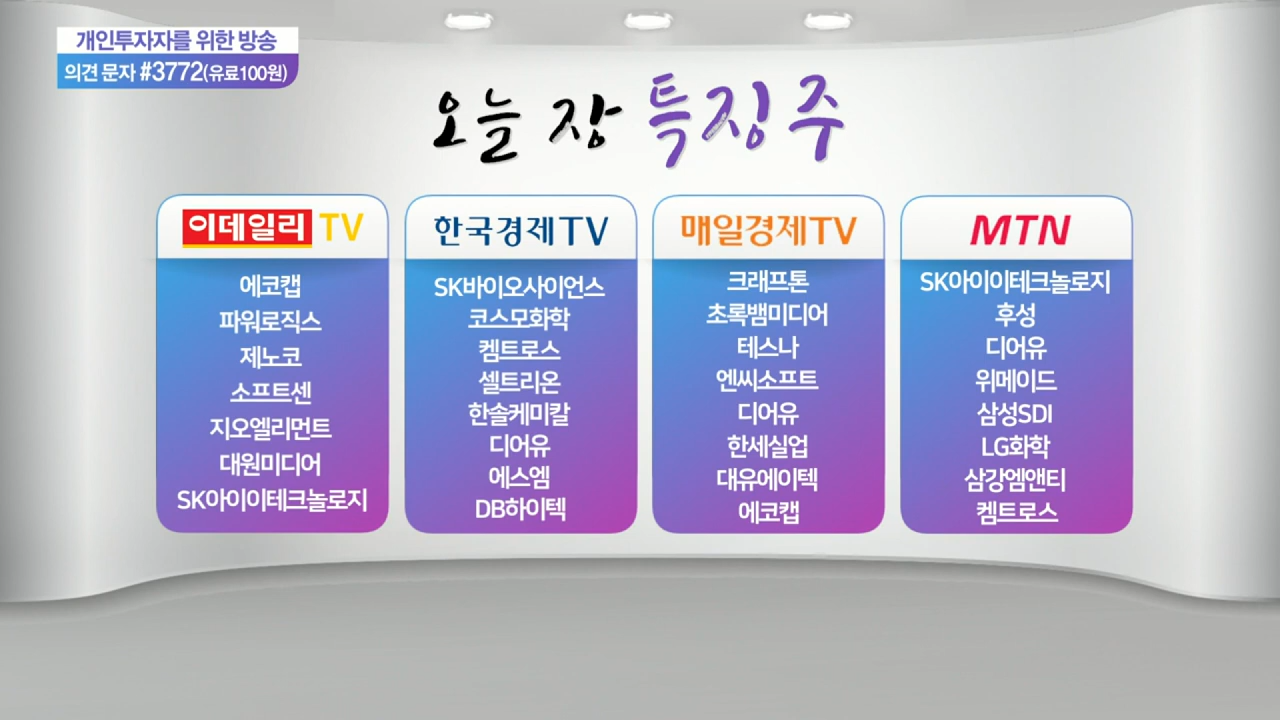 개인투자자를 위한 방송
의견 문자 #3772(유료100원)
오늘 장 특징주
이데일리 TV
에코캡
파워로직스
제노코
소프트센
지오엘리먼트
대원미디어
SK아이이테크놀로지
한국경제TV
SK바이오사이언스
코스모화학
켐트로스
셀트리온
한솔케미칼
디어유
에스엠
DB하이텍
매일경제TV
크래프톤
초록뱀미디어
테스나
엔씨소프트
디어유
한세실업
대유에이텍
에코캡
MTN
SK아이이테크놀로지
후성
디어유
위메이드
삼성SDI
LG화학
삼강엠앤티
켐트로스